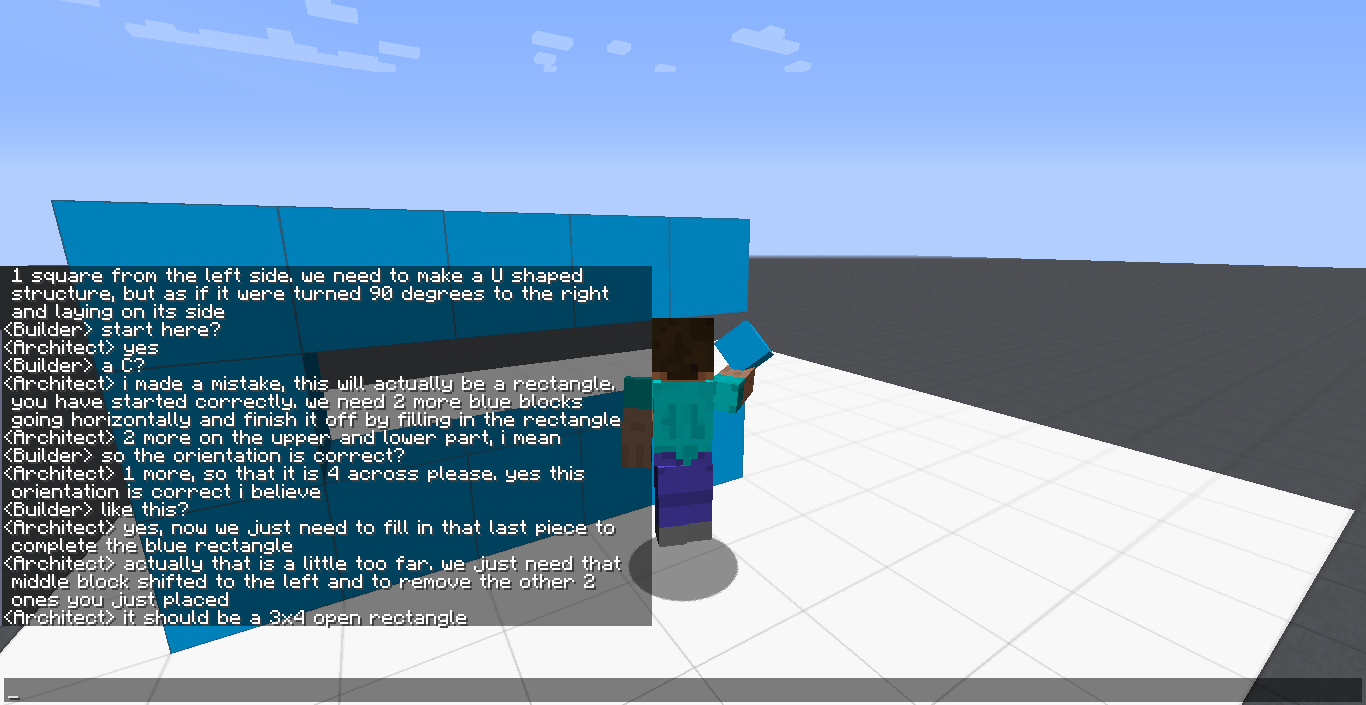 1 square from the left side. we need to make a U shaped
structure, but as if it were turned 90 degrees to the right
and laying on its side
<Builder> start here?
<Architect> yes
<Builder> a C?
<Architect> i made a mistake, this will actually be a rectangle.
you have started correctly. we need 2 more blue blocks
going horizontally and finish it off by filling in the rectangle
<Architect> 2 more on the upper and lower part, i mean
<Builder> so the orientation is correct?
<Architect> 1 more, so that it is 4 across please. yes this
orientation is correct i believe
<Builder> like this?
<Architect> yes, now we just need to fill in that last piece to
complete the blue rectangle
<Architect> actually that is a little too far. we just need that
middle block shifted to the left and to remove the other 2
ones you just placed
<Architect> it should be a 3x4 open rectangle
_